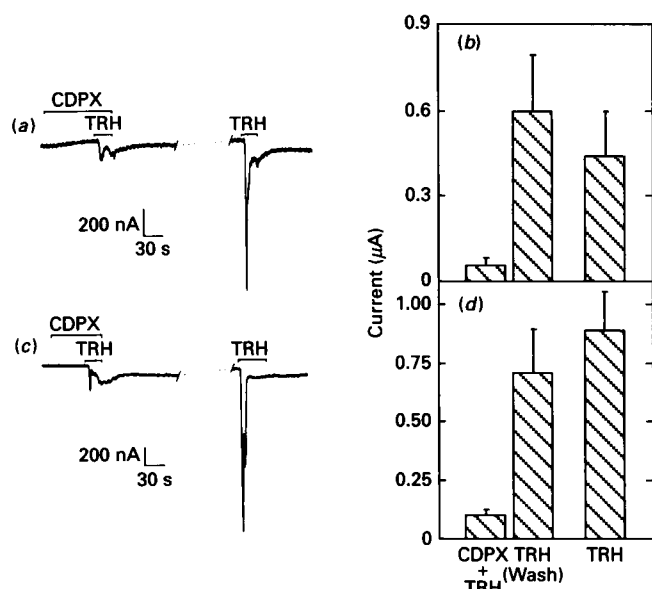 (a)
CDPX
TRH
TRH
200 nA
30 s
(c)
CDPX
TRH
TRH
200 nA
30 s
Current (µA)
(b)
0.9
0.6
0.3
0
(d)
1.00
0.75
0.50
0.25
0
CDPX TRH TRH
+ (Wash)
TRH